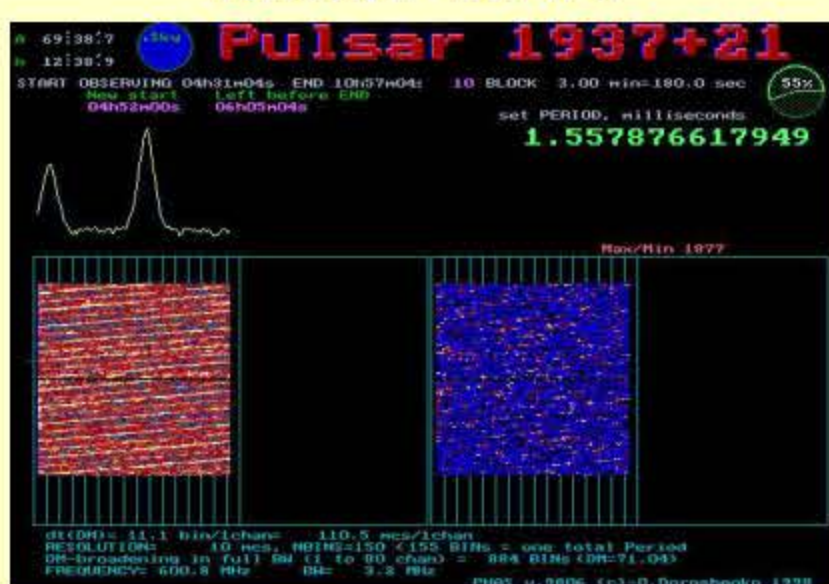 A 69:38'.7
h 12:38'.9
Sky
Pulsar 1937+21
START OBSERVING 04h31m04s END 10h57m04s 10 BLOCK 3.00 min=180.0 sec
55%
New start Left before END
04h52m00s 06h05m04s
set PERIOD, milliseconds
1.557876617949
Max/Min 1877
dt(DM)= 11.1 bin/1chan= 110.5 mcs/1chan
RESOLUTION= 10 mcs, NBINS=150 (155 BINs = one total Period
DM-broadening in full BW (1 to 80 chan) = 884 BINs (DM=71.04)
FREQUENCY= 600.8 MHz BW= 3.2 MHz